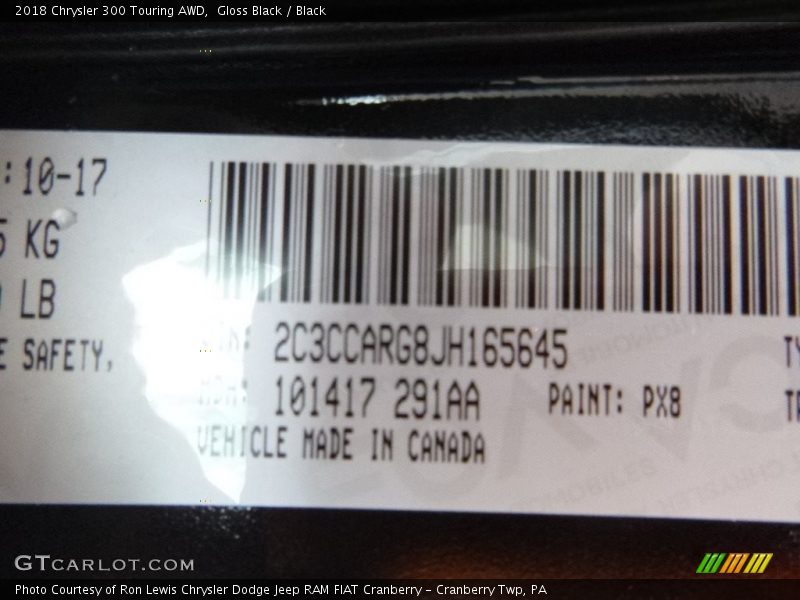 2018 Chrysler 300 Touring AWD, Gloss Black / Black
:10-17
5 KG
LB
E SAFETY,
VIN: 2C3CCARG8JH165645
MDH: 101417 291AA PAINT: PX8
VEHICLE MADE IN CANADA
GTCARLOT.COM
Photo Courtesy of Ron Lewis Chrysler Dodge Jeep RAM FIAT Cranberry – Cranberry Twp, PA